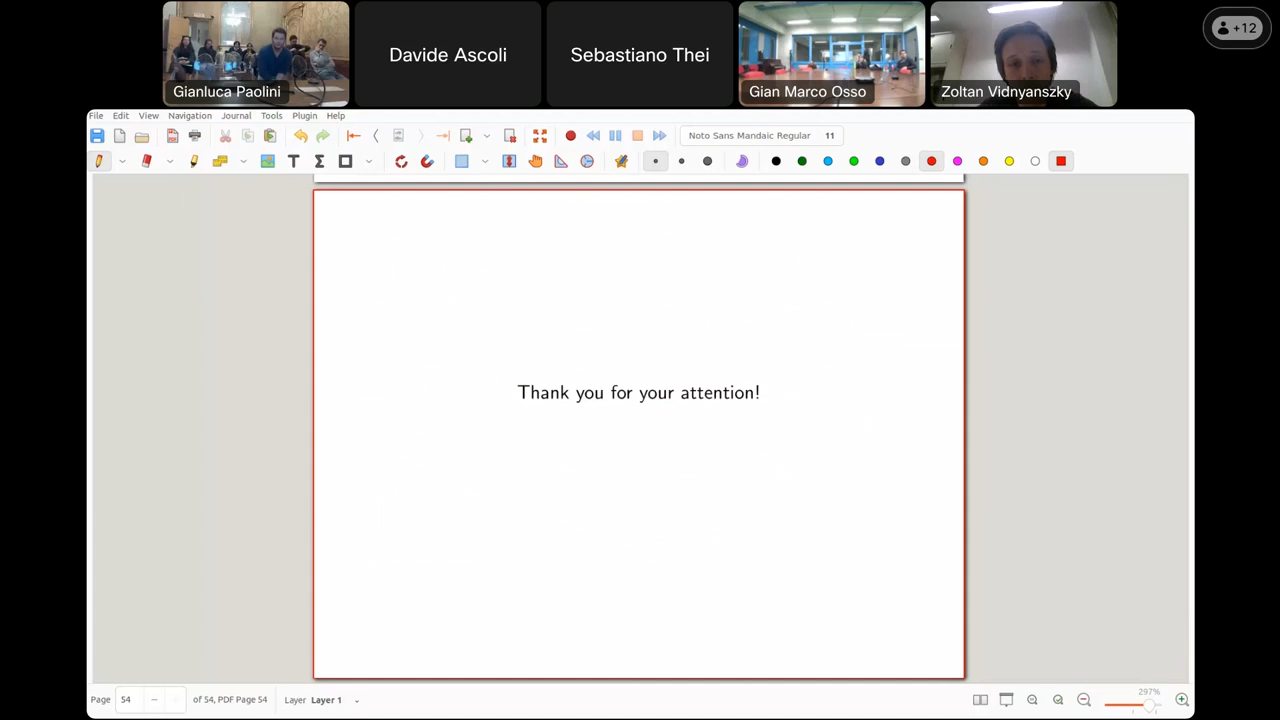 +12
Davide Ascoli
Sebastiano Thei
Gianluca Paolini
Gian Marco Osso
Zoltan Vidnyanszky
File Edit View Navigation Journal Tools Plugin Help
Noto Sans Mandaic Regular 11
Thank you for your attention!
Page 54 of 54, PDF Page 54 Layer Layer 1
297%